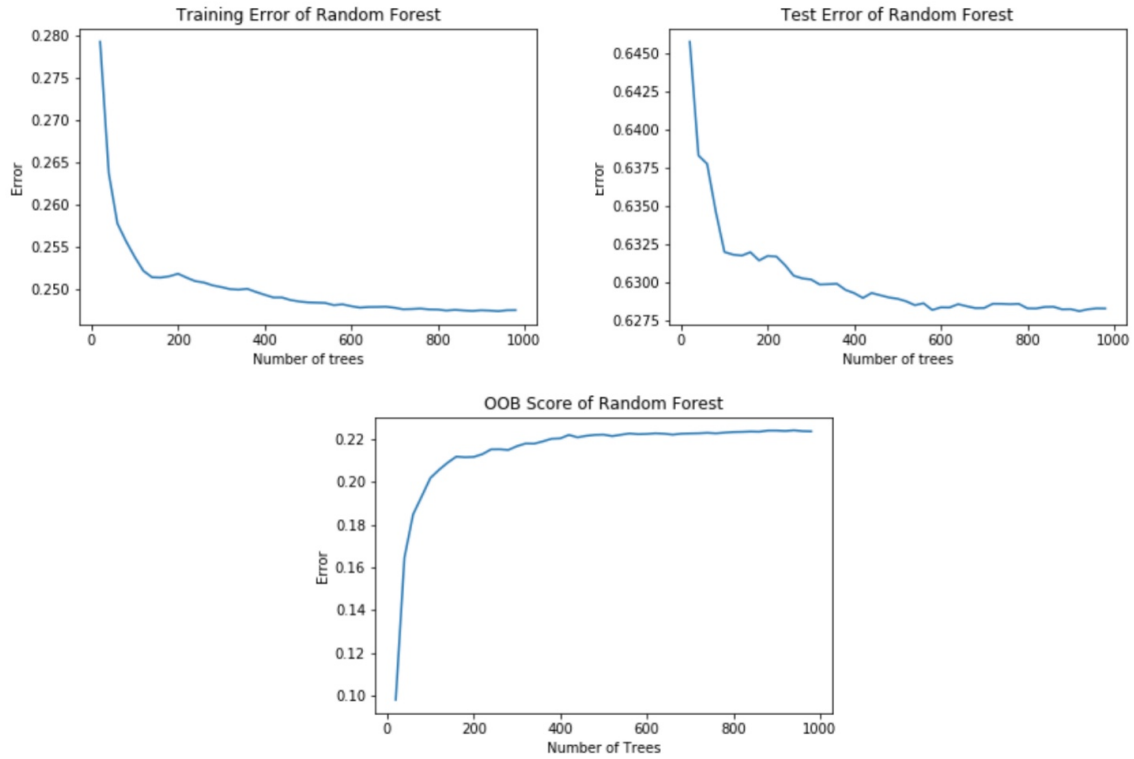 Training Error of Random Forest
0.280
0.275
0.270
0.265
0.260
0.255
0.250
Error
0 200 400 600 800 1000
Number of trees
Test Error of Random Forest
0.6450
0.6425
0.6400
0.6375
0.6350
0.6325
0.6300
0.6275
Error
0 200 400 600 800 1000
Number of trees
OOB Score of Random Forest
0.22
0.20
0.18
0.16
0.14
0.12
0.10
Error
0 200 400 600 800 1000
Number of Trees